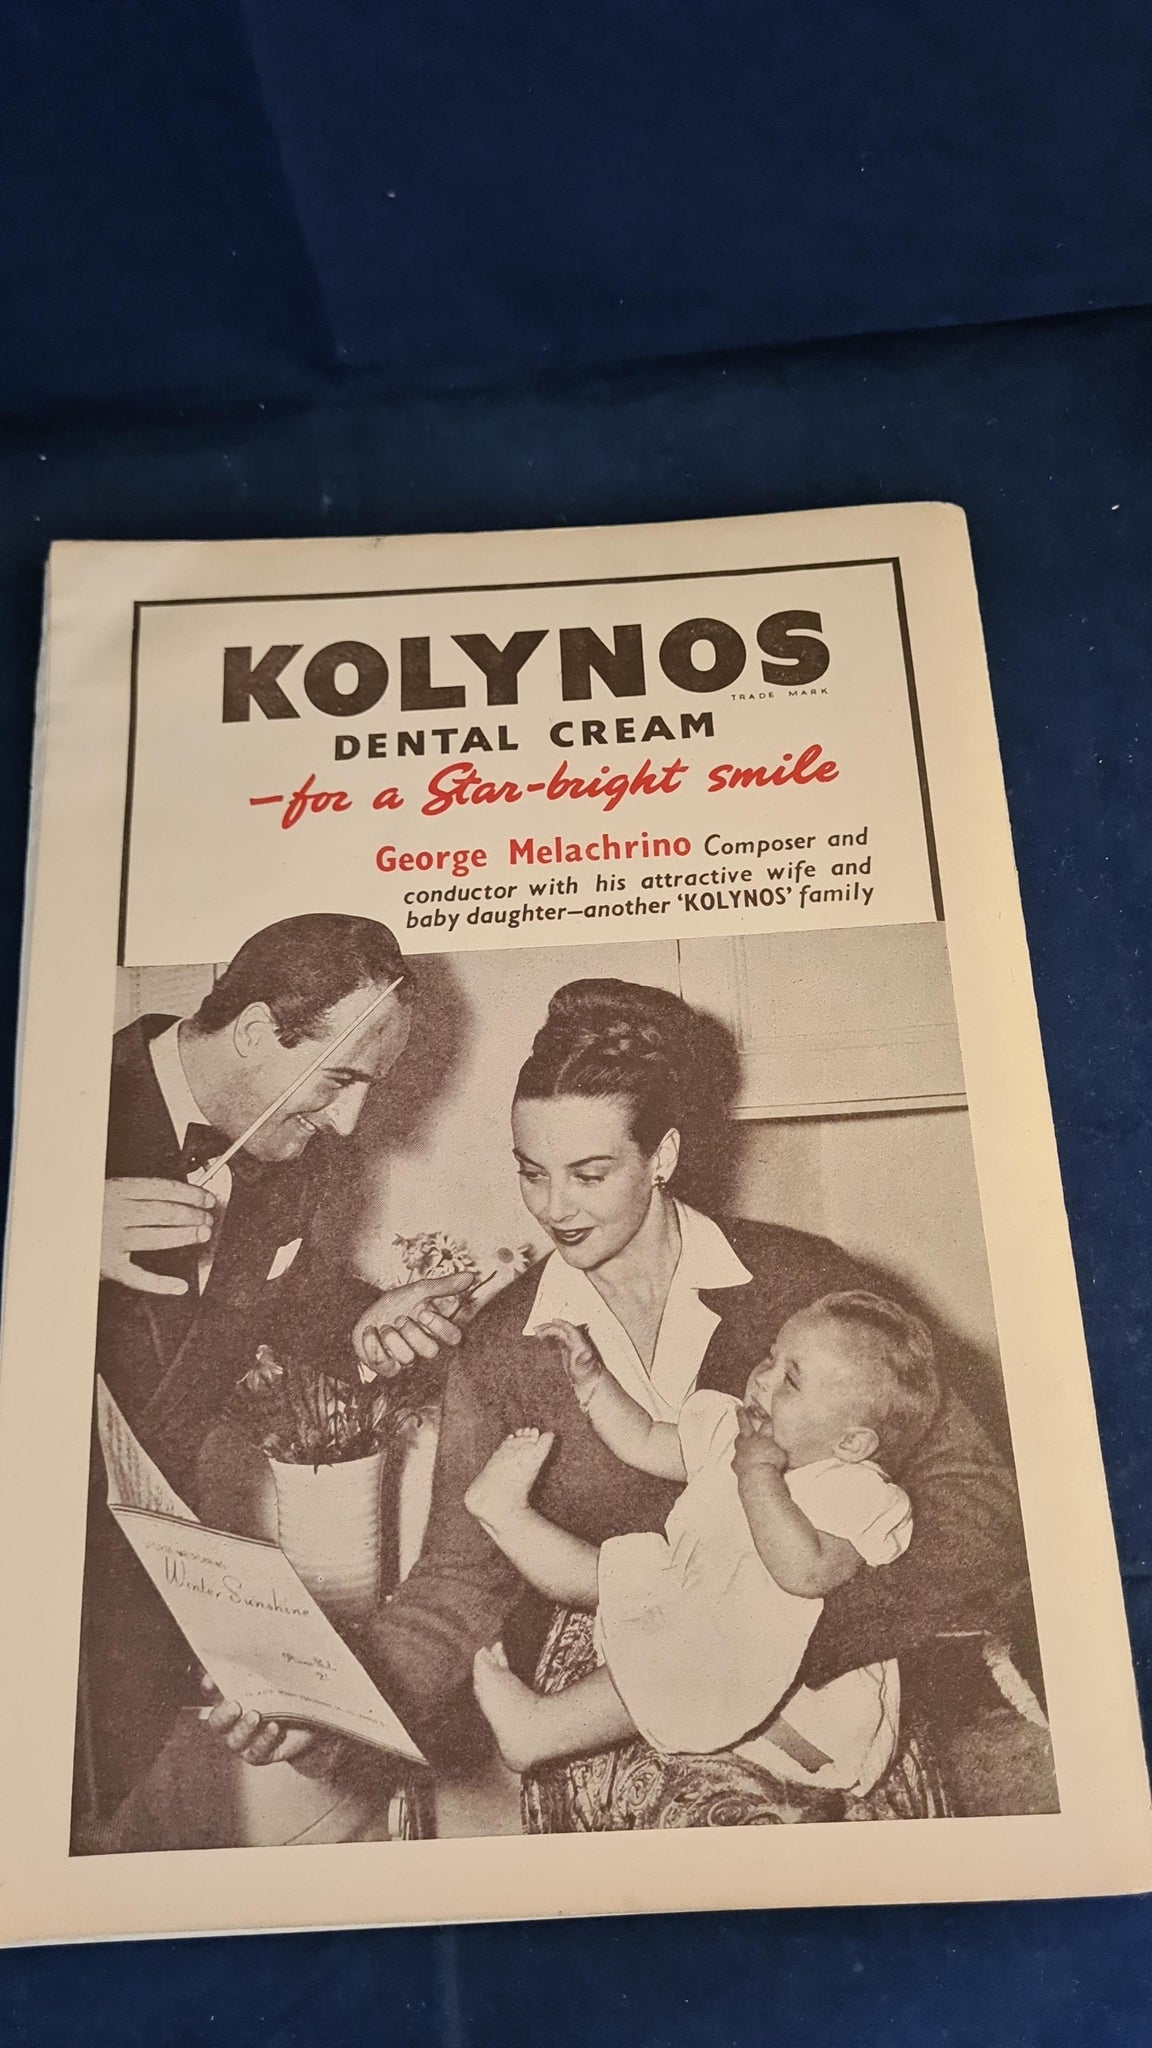 KOLYNOS
TRADE MARK
DENTAL CREAM
—for a Star-bright smile
George Melachrino Composer and
conductor with his attractive wife and
baby daughter—another ‘KOLYNOS’ family
Winter Sunshine